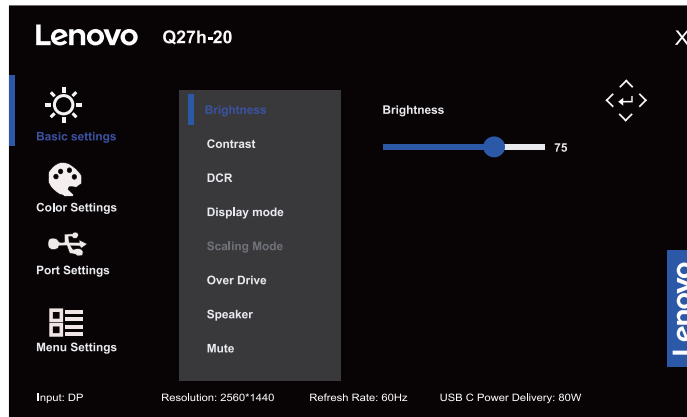 Lenovo Q27h-20 X
Basic settings
Color Settings
Port Settings
Menu Settings
Brightness
Contrast
DCR
Display mode
Scaling Mode
Over Drive
Speaker
Mute
Brightness
75
Lenovo
Input: DP Resolution: 2560*1440 Refresh Rate: 60Hz USB C Power Delivery: 80W